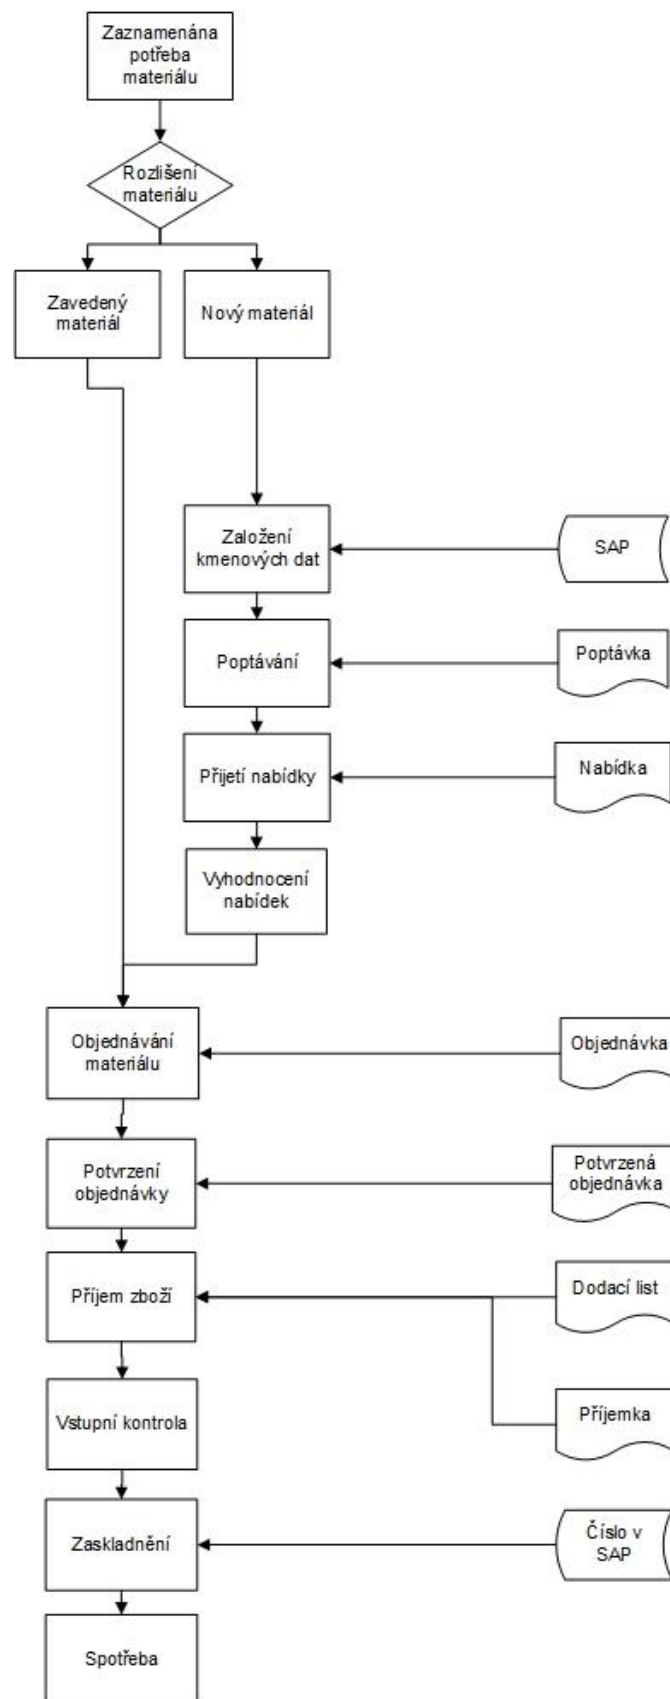 Zaznamenána
potřeba
materiálu
Rozlišení
materiálu
Zavedený
materiál
Nový materiál
Založení
kmenových dat
SAP
Poptávání
Poptávka
Přijetí nabídky
Nabídka
Vyhodnocení
nabídek
Objednávání
materiálu
Objednávka
Potvrzení
objednávky
Potvrzená
objednávka
Příjem zboží
Dodací list
Příjemka
Vstupní kontrola
Zaskladnění
Číslo v
SAP
Spotřeba